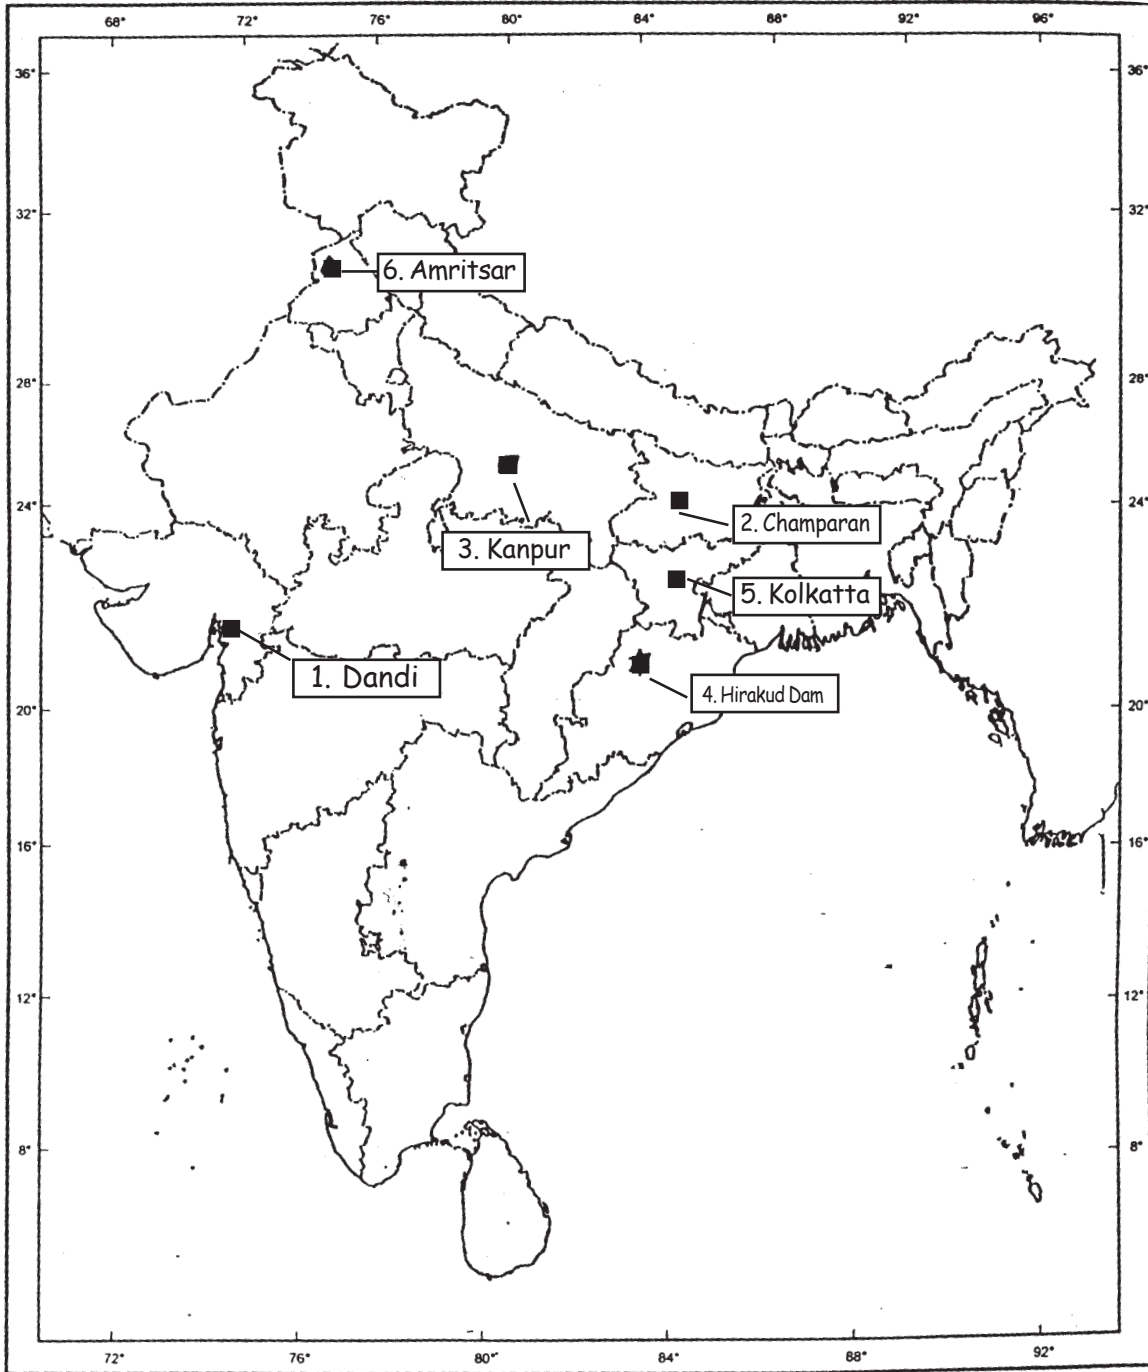 68° 72° 76° 80° 84° 68° 92° 96°
36° 36°
32° 32°
6. Amritsar
28° 28°
24° 24°
2. Champaran
3. Kanpur
5. Kolkatta
1. Dandi
4. Hirakud Dam
20° 20°
16° 16°
12° 12°
8° 8°
72° 76° 80° 84° 88° 92°